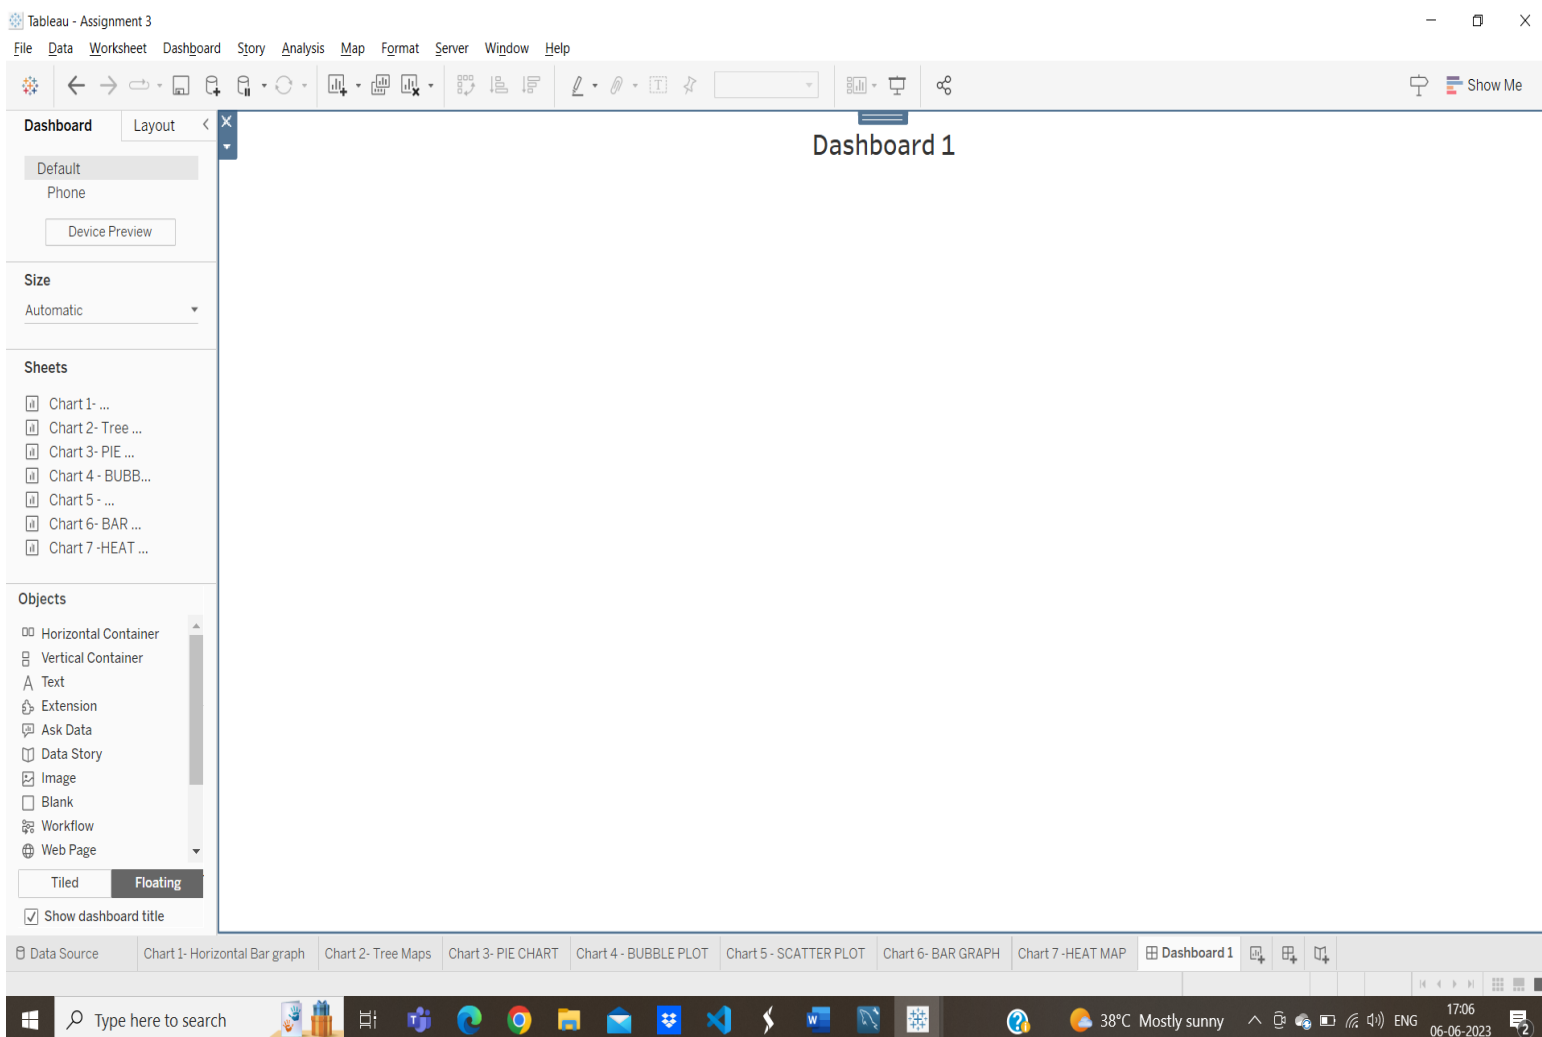 Tableau - Assignment 3
File Data Worksheet Dashboard Story Analysis Map Format Server Window Help
Show Me
Dashboard Layout
Dashboard 1
Default
Phone
Device Preview
Size
Automatic
Sheets
Chart 1- ...
Chart 2- Tree ...
Chart 3- PIE ...
Chart 4 - BUBB...
Chart 5 - ...
Chart 6- BAR ...
Chart 7 -HEAT ...
Objects
Horizontal Container
Vertical Container
A Text
Extension
Ask Data
Data Story
Image
Blank
Workflow
Web Page
Tiled Floating
Show dashboard title
Data Source Chart 1- Horizontal Bar graph Chart 2- Tree Maps Chart 3- PIE CHART Chart 4 - BUBBLE PLOT Chart 5 - SCATTER PLOT Chart 6- BAR GRAPH Chart 7 -HEAT MAP Dashboard 1
Type here to search 38°C Mostly sunny ENG 17:06
06-06-2023 2